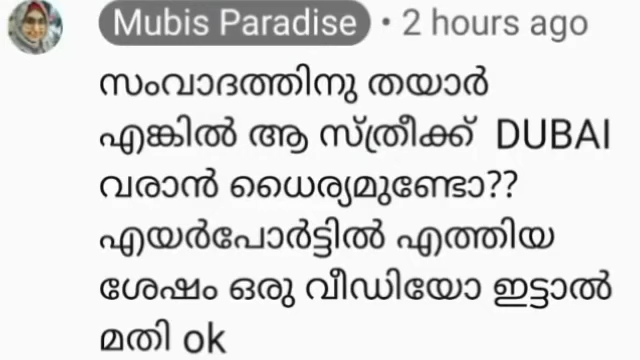 Mubis Paradise • 2 hours ago
സംവാദത്തിനു തയാർ
എങ്കിൽ ആ സ്ത്രീക്ക് DUBAI
വരാൻ ധൈര്യമുണ്ടോ??
എയർപോർട്ടിൽ എത്തിയ
ശേഷം ഒരു വീഡിയോ ഇട്ടാൽ
മതി ok